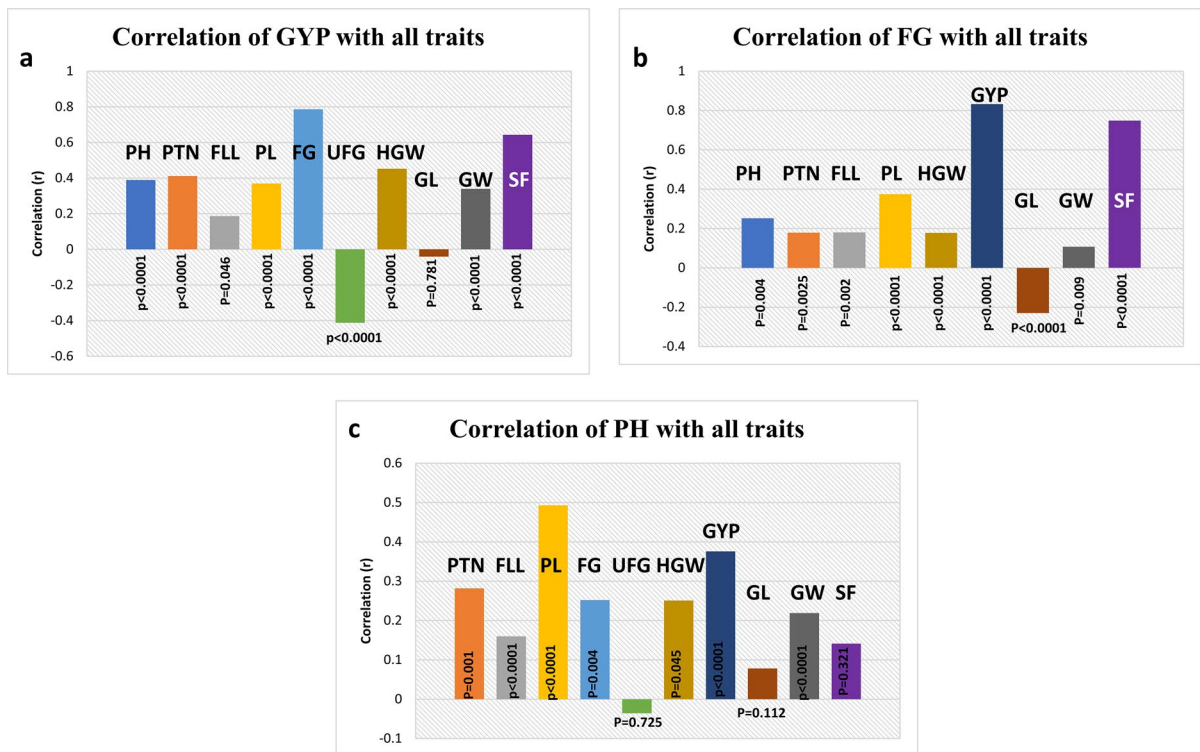 a
Correlation of GYP with all traits
Correlation (r)
1
0.8
0.6
0.4
0.2
0
-0.2
-0.4
-0.6
PH PTN FLL PL FG UFG HGW GL GW SF
p<0.0001 p<0.0001 P=0.046 p<0.0001 p<0.0001 p<0.0001 p<0.0001 P=0.781 p<0.0001 p<0.0001
b
Correlation of FG with all traits
Correlation (r)
1
0.8
0.6
0.4
0.2
0
-0.2
-0.4
PH PTN FLL PL HGW GYP GL GW SF
P=0.004 P=0.0025 P=0.002 p<0.0001 p<0.0001 p<0.0001 P<0.0001 P=0.009 P<0.0001
c
Correlation of PH with all traits
Correlation (r)
0.6
0.5
0.4
0.3
0.2
0.1
0
-0.1
PTN FLL PL FG UFG HGW GYP GL GW SF
P=0.001 p<0.0001 p<0.0001 P=0.004 P=0.725 P=0.045 p<0.0001 P=0.112 p<0.0001 P=0.321